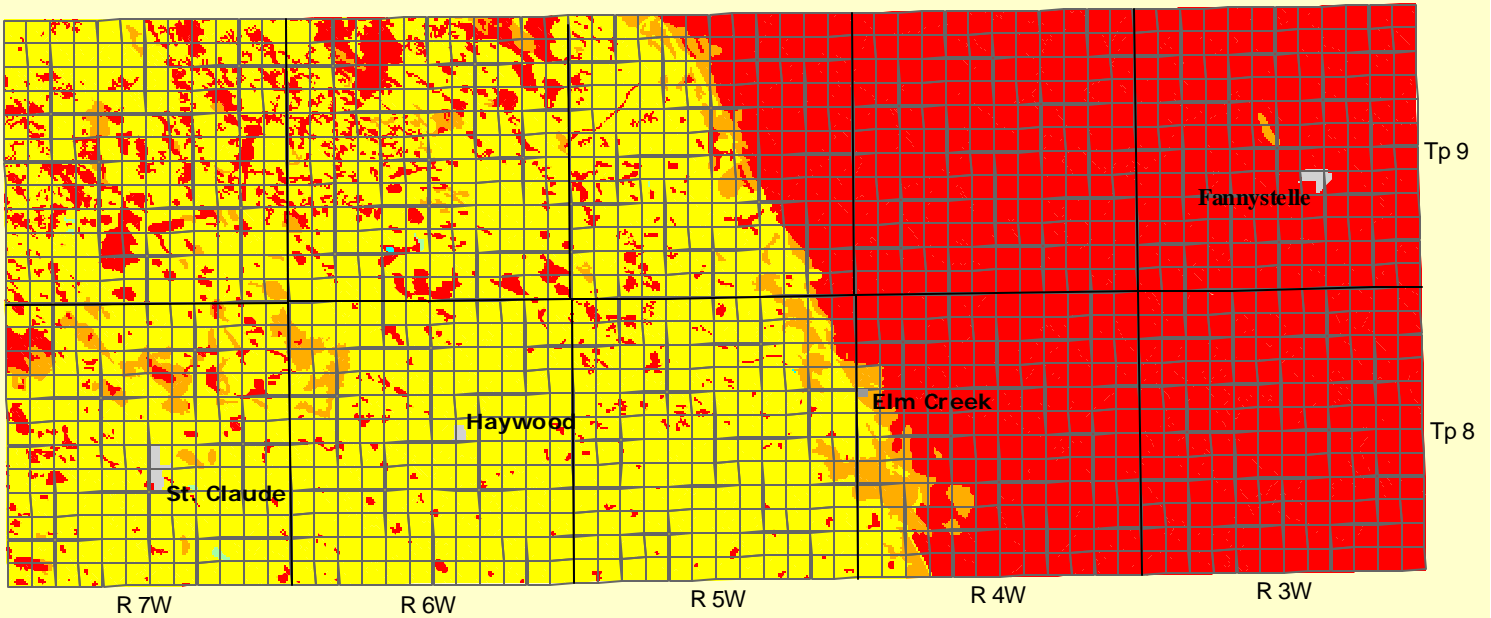 Tp 9
Fannystelle
Elm Creek
Haywood
Tp 8
St. Claude
R 7W
R 6W
R 5W
R 4W
R 3W